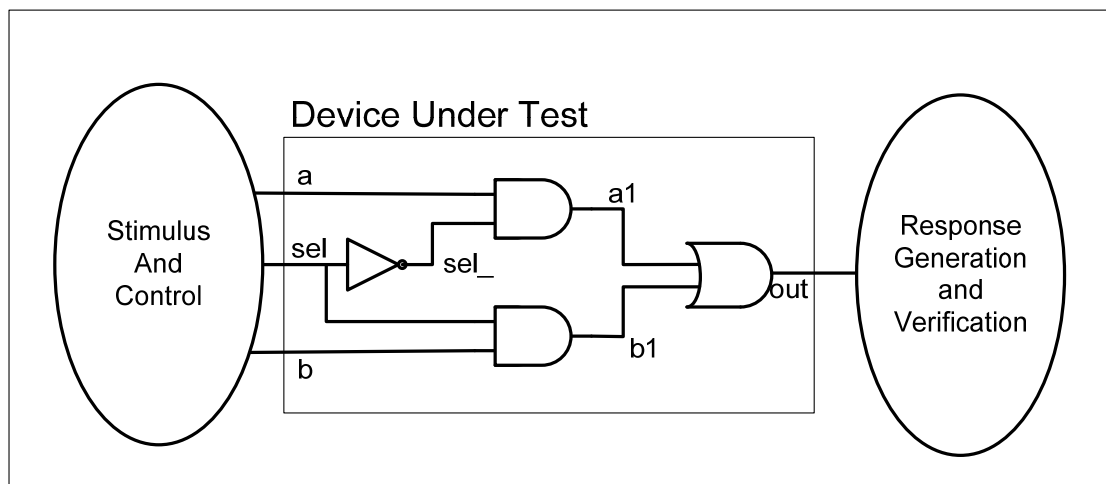 Device Under Test
Stimulus
And
Control
a
sel
b
sel_
a1
b1
out
Response
Generation
and
Verification